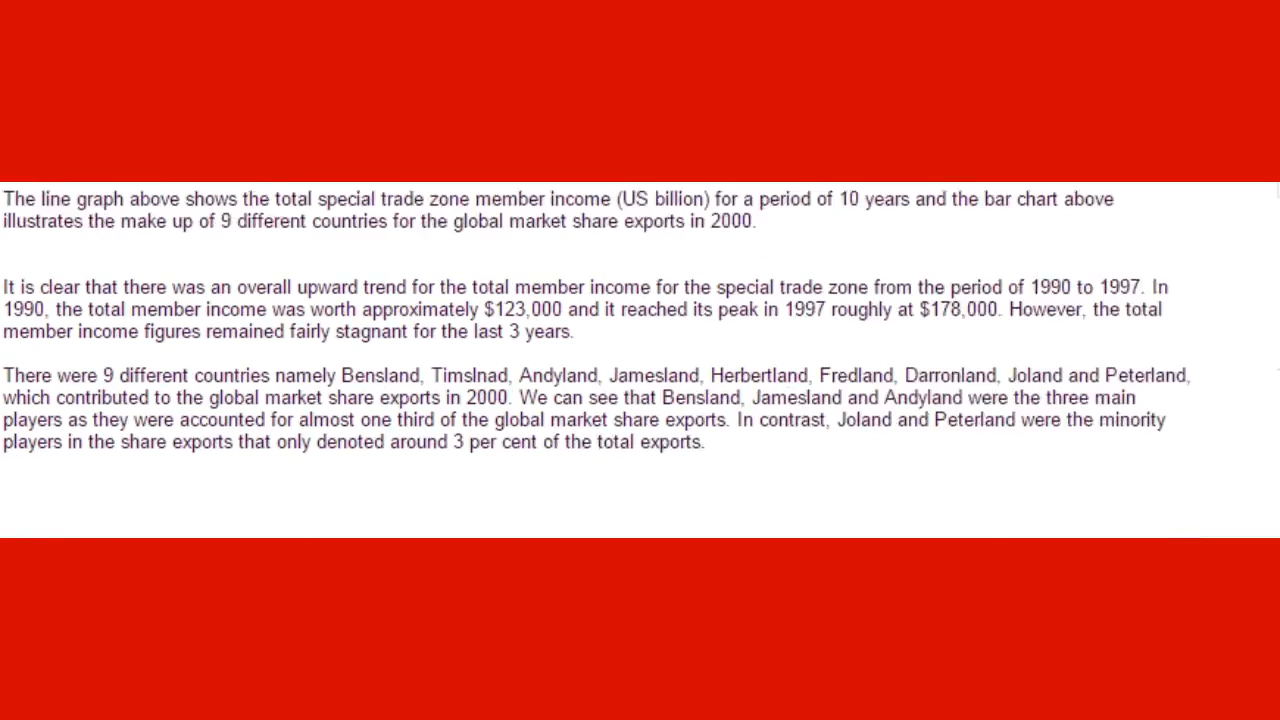 The line graph above shows the total special trade zone member income (US billion) for a period of 10 years and the bar chart above
illustrates the make up of 9 different countries for the global market share exports in 2000.
It is clear that there was an overall upward trend for the total member income for the special trade zone from the period of 1990 to 1997. In
1990, the total member income was worth approximately $123,000 and it reached its peak in 1997 roughly at $178,000. However, the total
member income figures remained fairly stagnant for the last 3 years.
There were 9 different countries namely Bensland, Timslnad, Andyland, Jamesland, Herbertland, Fredland, Darronland, Joland and Peterland,
which contributed to the global market share exports in 2000. We can see that Bensland, Jamesland and Andyland were the three main
players as they were accounted for almost one third of the global market share exports. In contrast, Joland and Peterland were the minority
players in the share exports that only denoted around 3 per cent of the total exports.